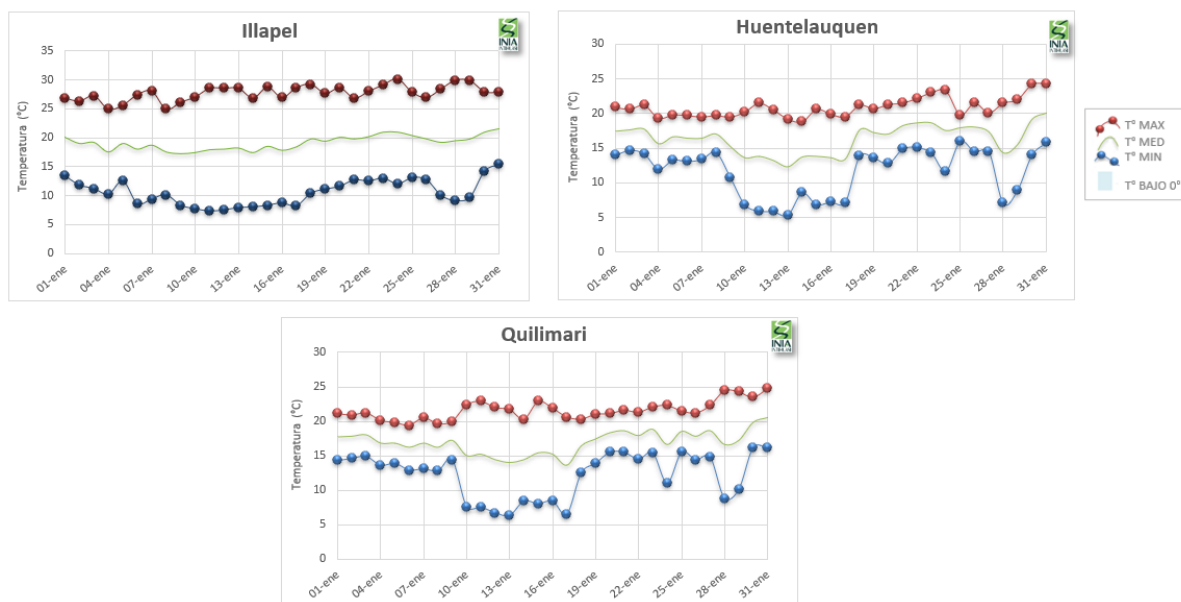 Illapel
INIA
Temperatura (°C)
35
30
25
20
15
10
5
0
01-ene
04-ene
07-ene
10-ene
13-ene
16-ene
19-ene
22-ene
25-ene
28-ene
31-ene
Huentelauquen
INIA
Temperatura (°C)
30
25
20
15
10
5
0
01-ene
04-ene
07-ene
10-ene
13-ene
16-ene
19-ene
22-ene
25-ene
28-ene
31-ene
T° MAX
T° MED
T° MIN
T° BAJO 0°
Quilimari
INIA
Temperatura (°C)
30
25
20
15
10
5
0
01-ene
04-ene
07-ene
10-ene
13-ene
16-ene
19-ene
22-ene
25-ene
28-ene
31-ene